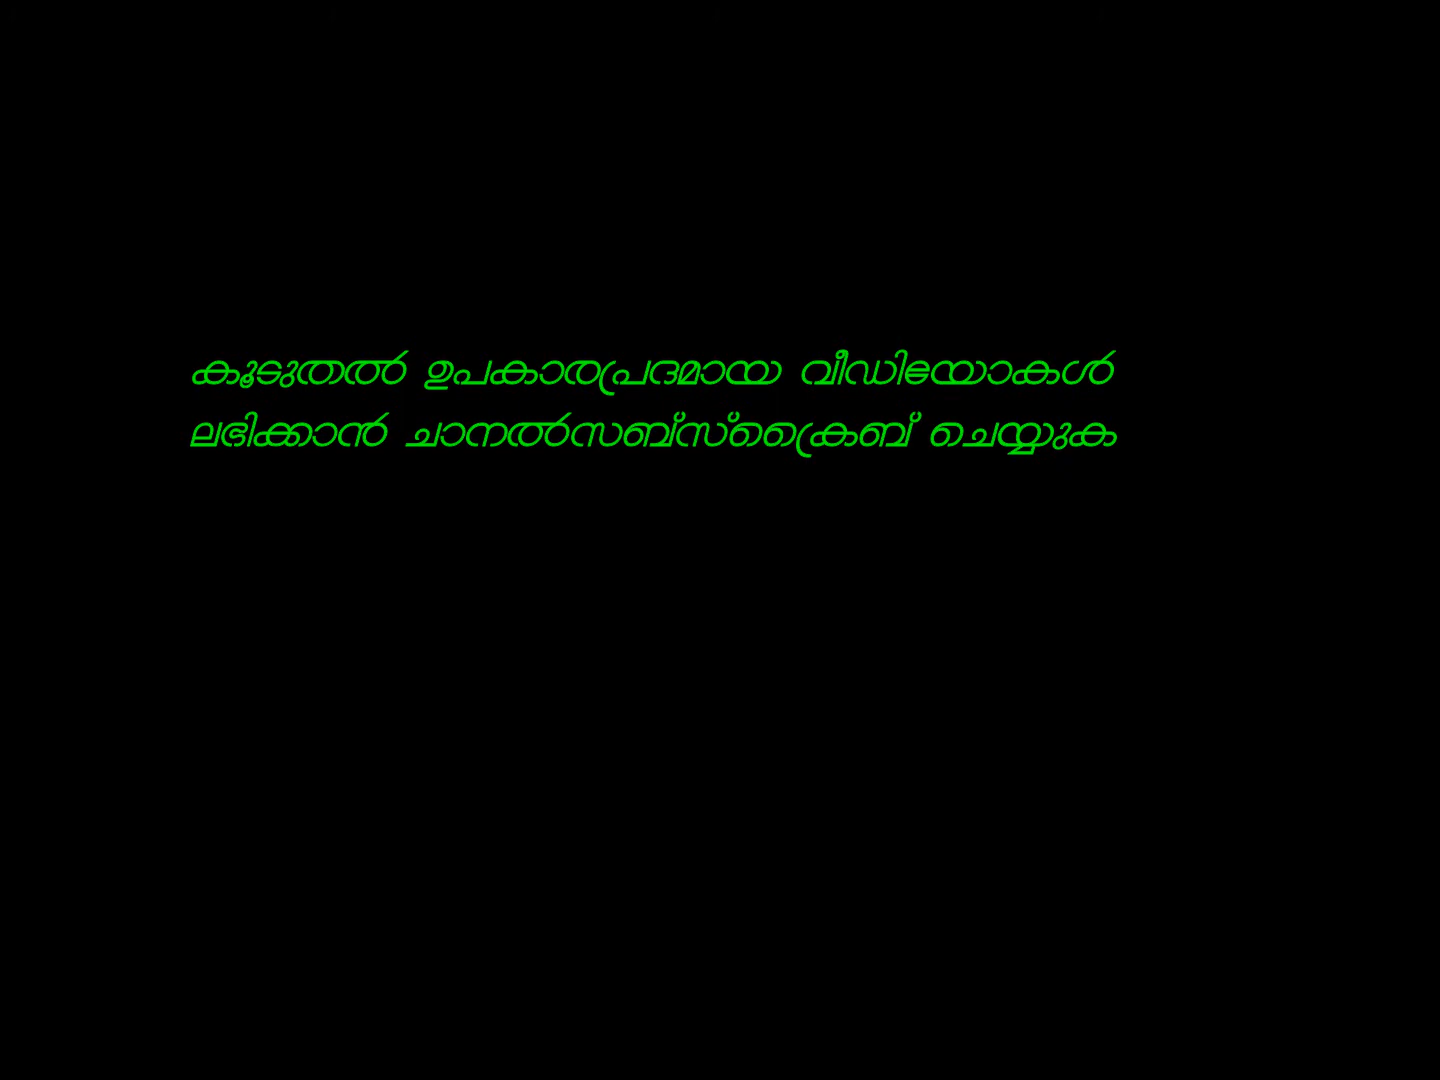 കൂടുതൽ ഉപകാരപ്രദമായ വീഡിയോകൾ
ലഭിക്കാൻ ചാനൽസബ്സ്ക്രൈബ് ചെയ്യുക